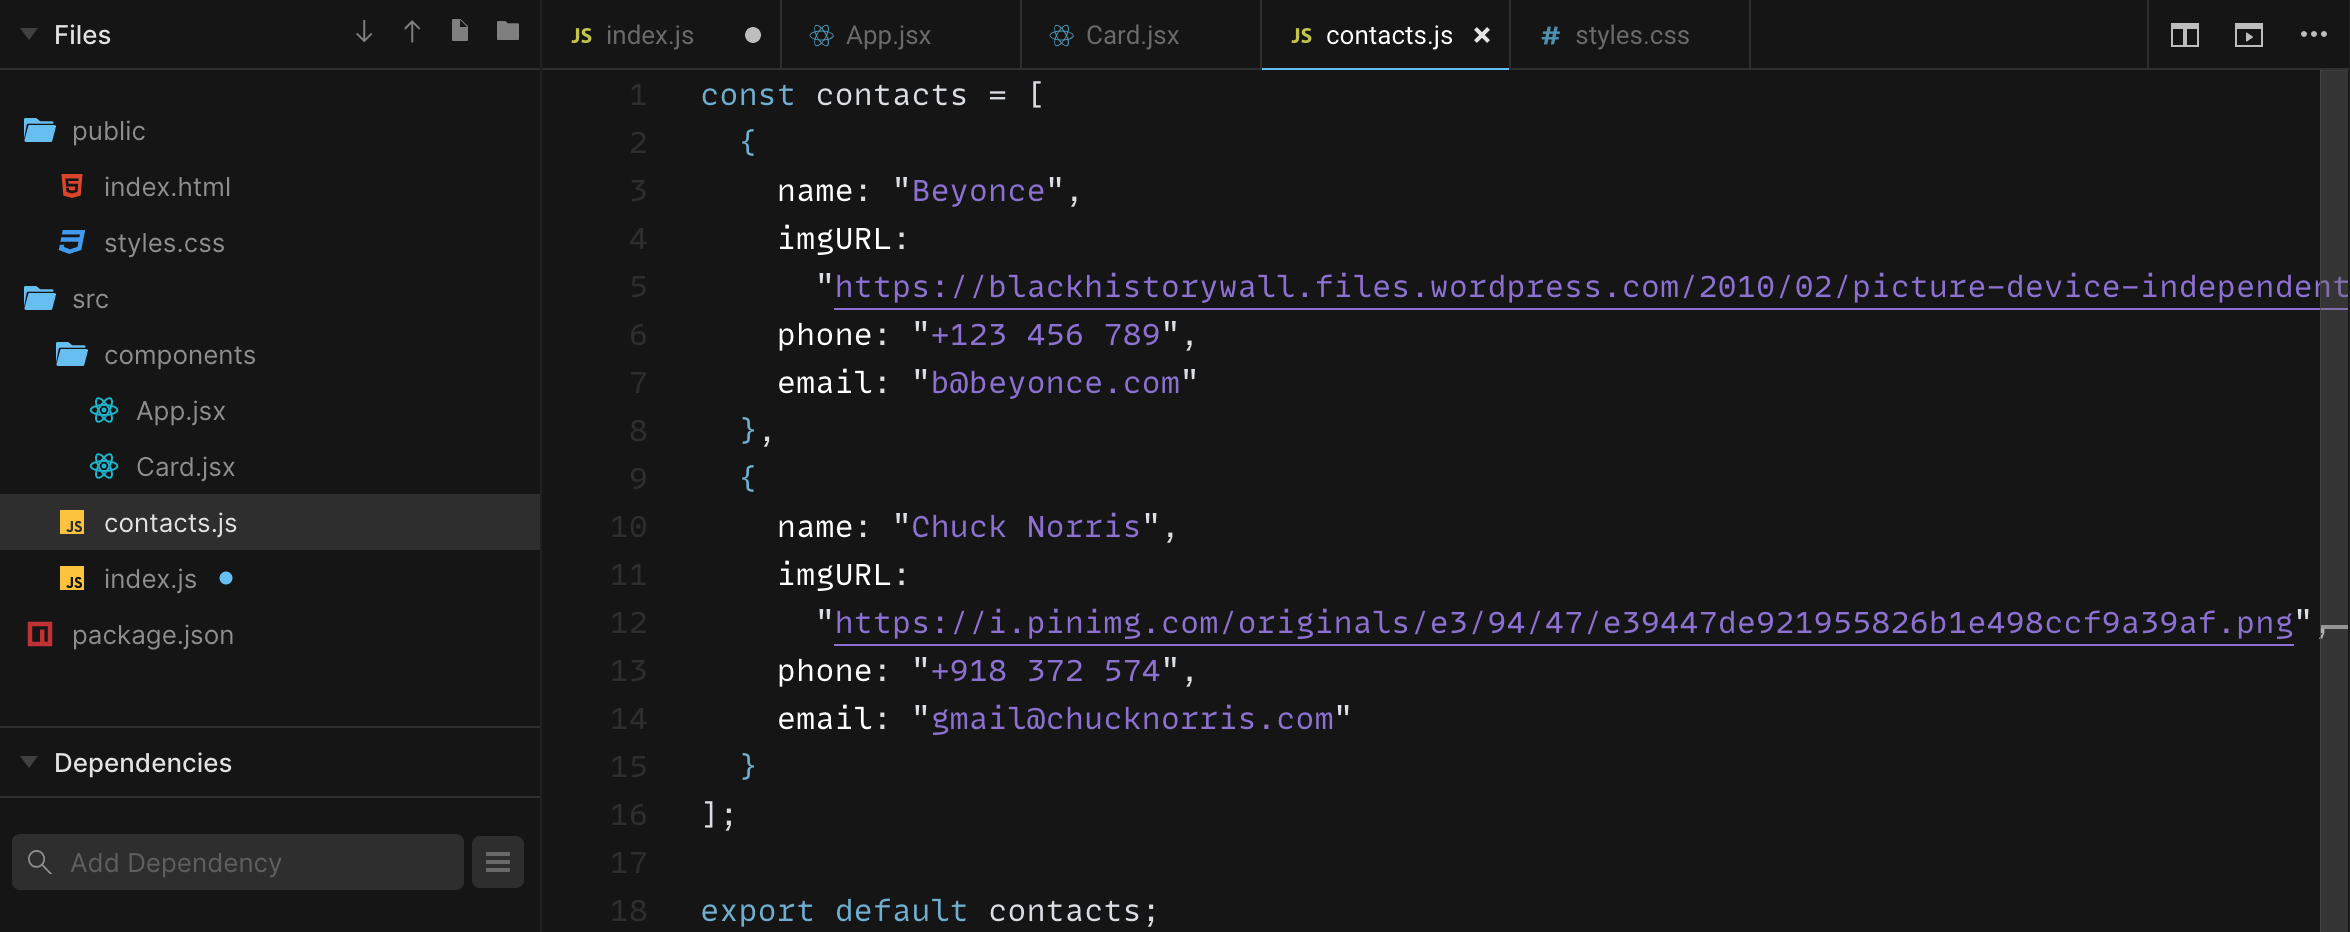 Files
index.js
App.jsx
Card.jsx
contacts.js
styles.css
public
index.html
styles.css
src
components
App.jsx
Card.jsx
contacts.js
index.js
package.json
Dependencies
Add Dependency
1 const contacts = [
2 {
3 name: "Beyonce",
4 imgURL:
5 "https://blackhistorywall.files.wordpress.com/2010/02/picture-device-independent
6 phone: "+123 456 789",
7 email: "b@beyonce.com"
8 },
9 {
10 name: "Chuck Norris",
11 imgURL:
12 "https://i.pinimg.com/originals/e3/94/47/e39447de921955826b1e498ccf9a39af.png",
13 phone: "+918 372 574",
14 email: "gmail@chucknorris.com"
15 }
16 ];
17
18 export default contacts;